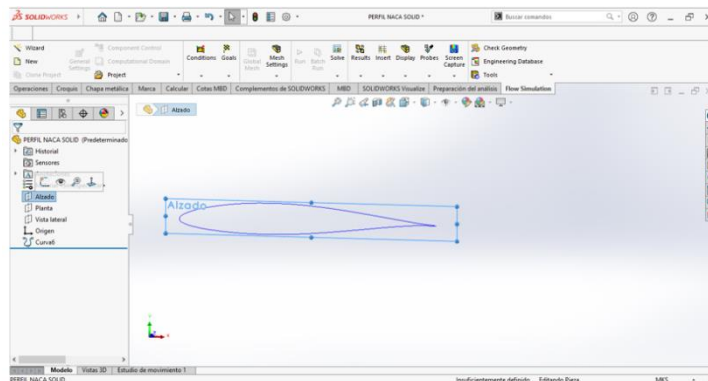 SOLIDWORKS
PERFIL NACA SOLID *
Buscar comandos
Wizard
New
Clone Project
General Settings
Component Control
Computational Domain
Project
Conditions
Goals
Global Mesh
Mesh Settings
Run
Batch Run
Solve
Results
Insert
Display
Probes
Screen Capture
Check Geometry
Engineering Database
Tools
Operaciones Croquis Chapa metálica Marca Calcular Cotas MBD Complementos de SOLIDWORKS MBD SOLIDWORKS Visualize Preparación del análisis Flow Simulation
Alzado
PERFIL NACA SOLID (Predeterminado
Historial
Sensores
Alzado
Planta
Vista lateral
Origen
Curva6
Alzado
Modelo Vistas 3D Estudio de movimiento 1
PERFIL NACA SOLID
Insuficientemente definido Editando Pieza MKS